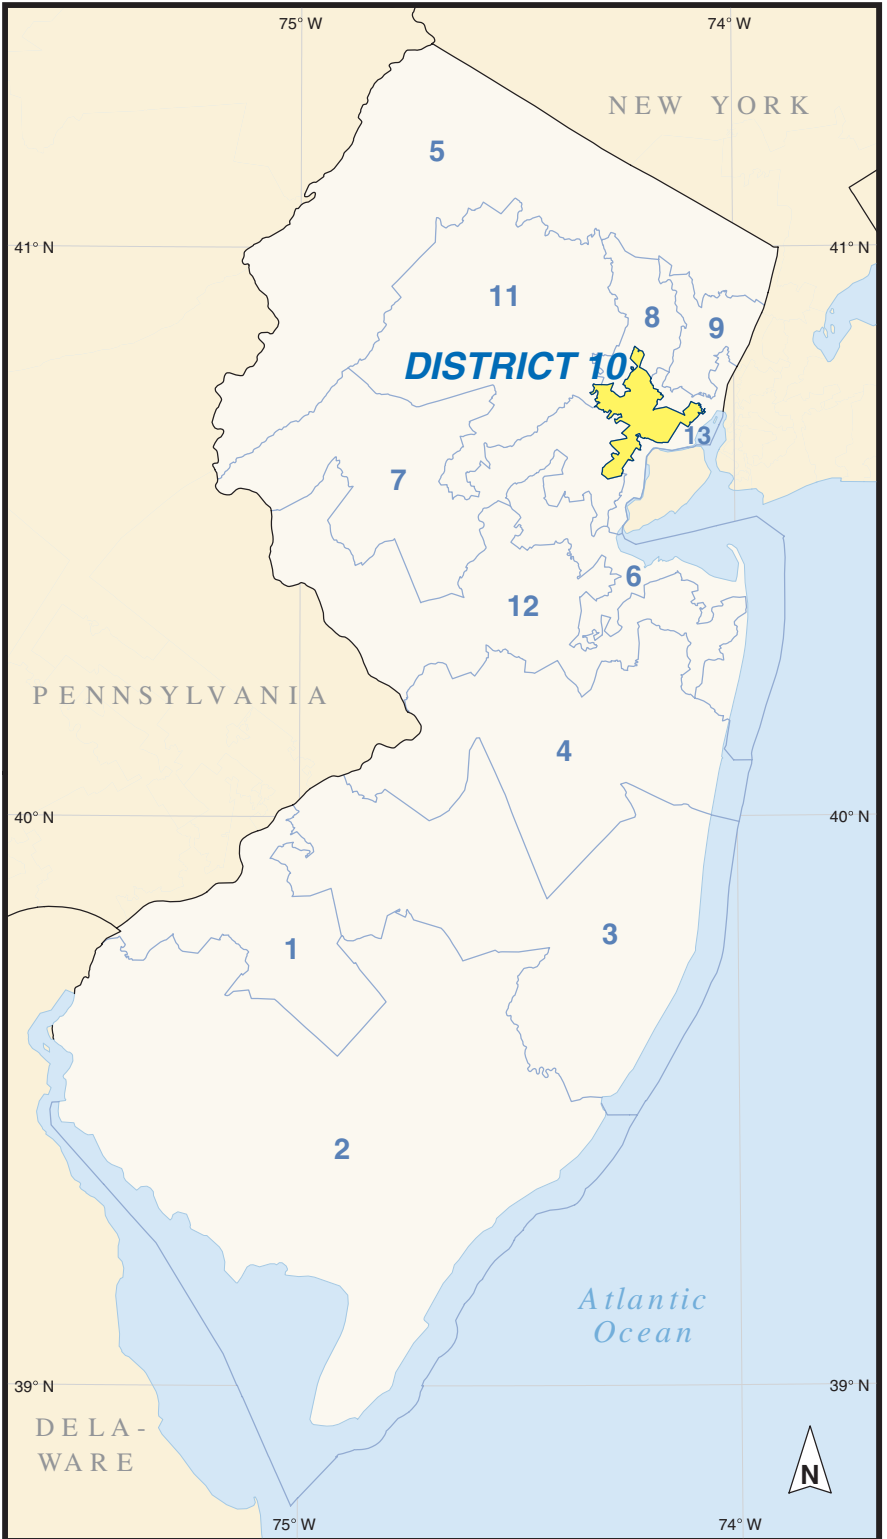 75° W
74° W
NEW YORK
5
41° N
41° N
11
8
9
DISTRICT 10
13
7
6
12
PENNSYLVANIA
4
40° N
40° N
3
1
2
Atlantic
Ocean
39° N
39° N
DELA-
WARE
N
75° W
74° W